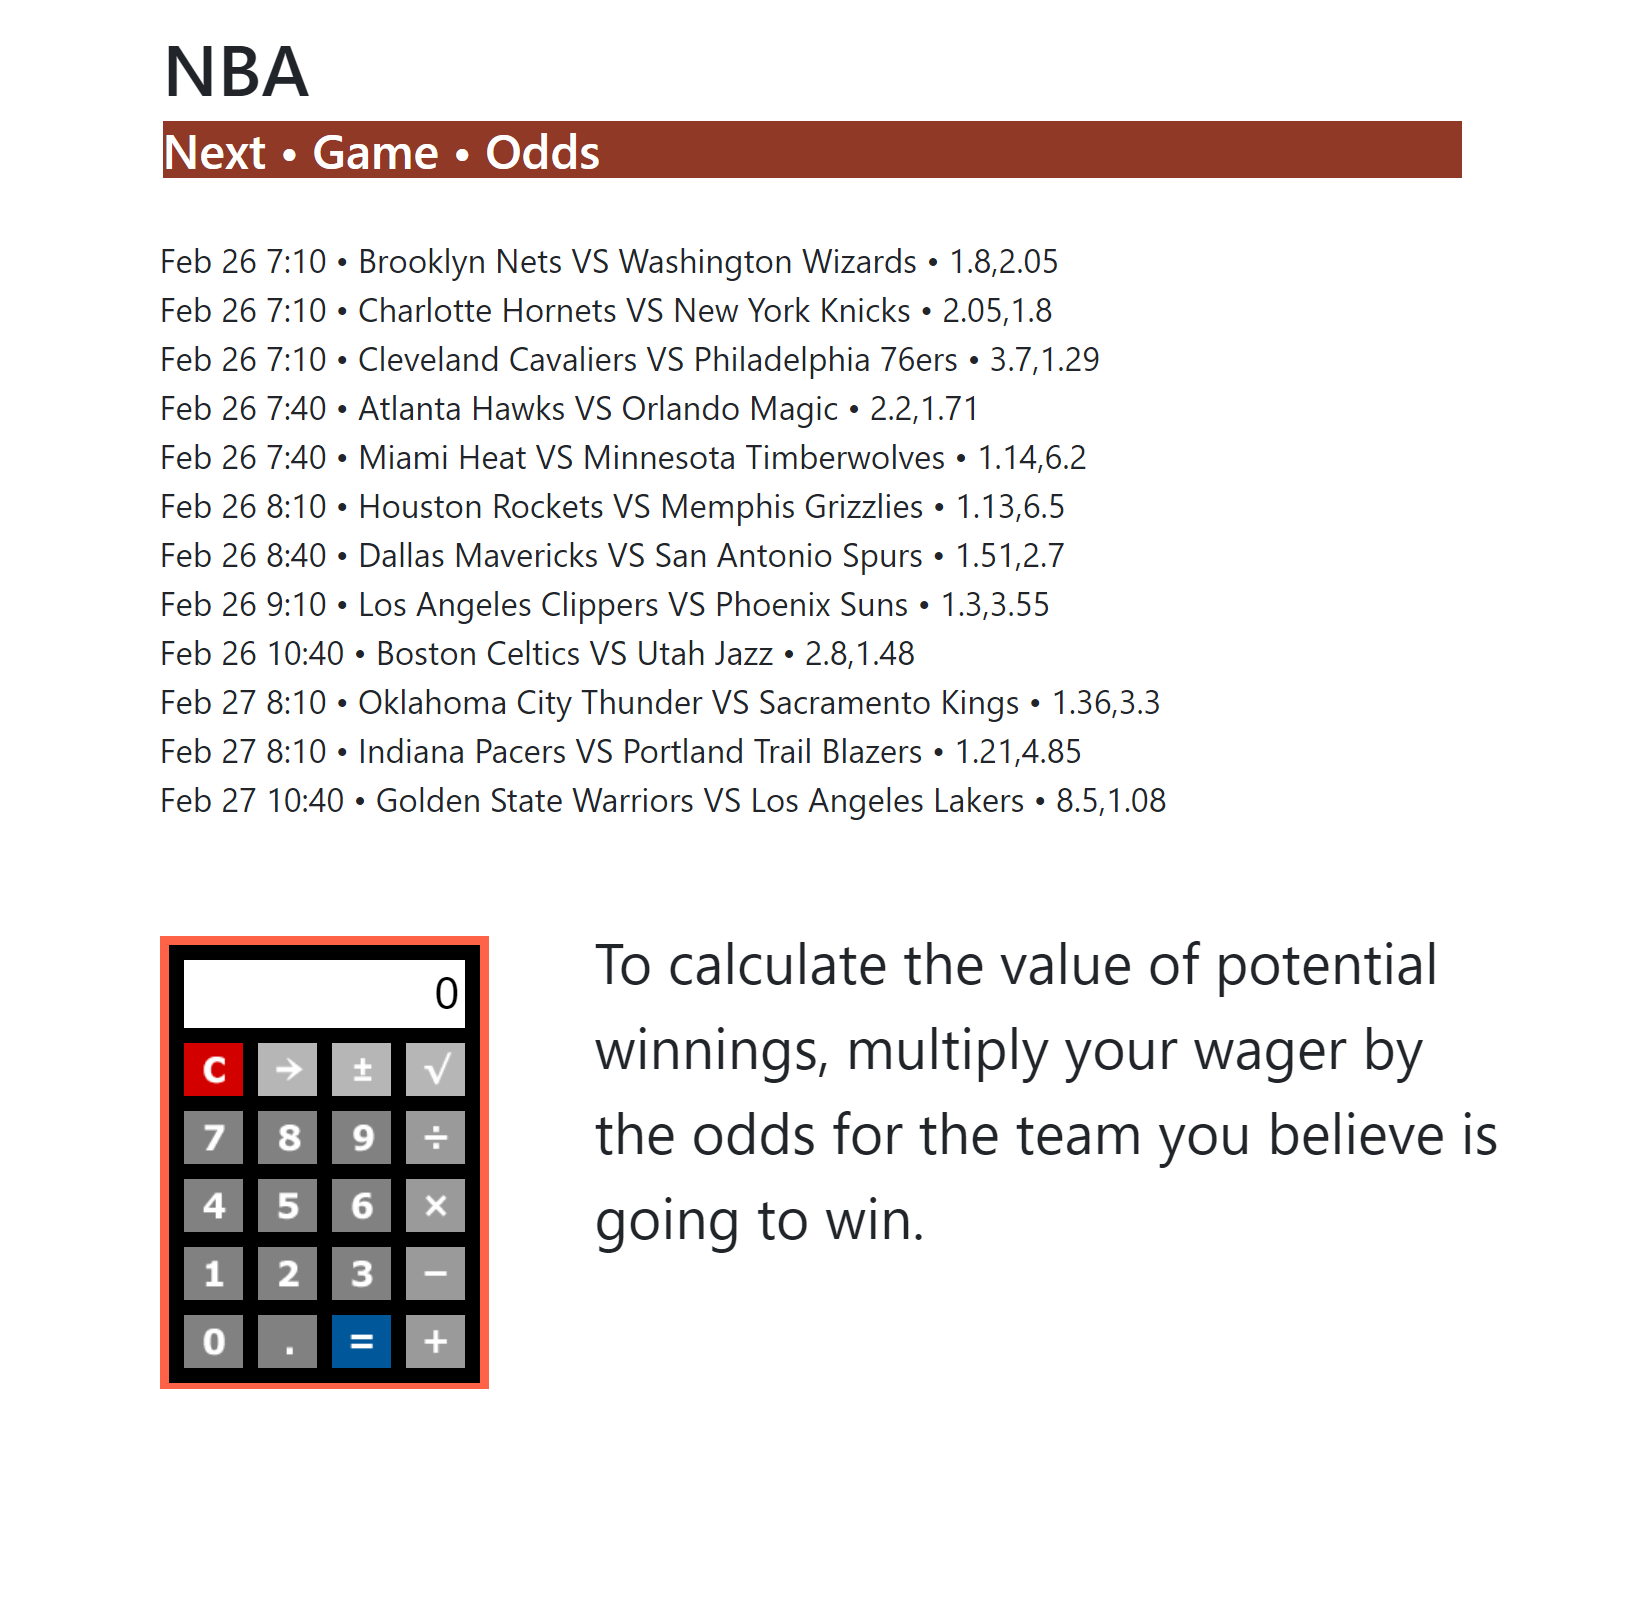 NBA
Next • Game • Odds
Feb 26 7:10 • Brooklyn Nets VS Washington Wizards • 1.8,2.05
Feb 26 7:10 • Charlotte Hornets VS New York Knicks • 2.05,1.8
Feb 26 7:10 • Cleveland Cavaliers VS Philadelphia 76ers • 3.7,1.29
Feb 26 7:40 • Atlanta Hawks VS Orlando Magic • 2.2,1.71
Feb 26 7:40 • Miami Heat VS Minnesota Timberwolves • 1.14,6.2
Feb 26 8:10 • Houston Rockets VS Memphis Grizzlies • 1.13,6.5
Feb 26 8:40 • Dallas Mavericks VS San Antonio Spurs • 1.51,2.7
Feb 26 9:10 • Los Angeles Clippers VS Phoenix Suns • 1.3,3.55
Feb 26 10:40 • Boston Celtics VS Utah Jazz • 2.8,1.48
Feb 27 8:10 • Oklahoma City Thunder VS Sacramento Kings • 1.36,3.3
Feb 27 8:10 • Indiana Pacers VS Portland Trail Blazers • 1.21,4.85
Feb 27 10:40 • Golden State Warriors VS Los Angeles Lakers • 8.5,1.08
0
C → ± √
7 8 9 ÷
4 5 6 ×
1 2 3 −
0 . = +
To calculate the value of potential
winnings, multiply your wager by
the odds for the team you believe is
going to win.